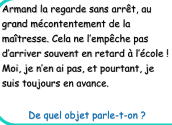 Armand la regarde sans arrêt, au
grand mécontentement de la
maîtresse. Cela ne l'empêche pas
d'arriver souvent en retard à l'école !
Moi, je n'en ai pas, et pourtant, je
suis toujours en avance.
De quel objet parle-t-on ?